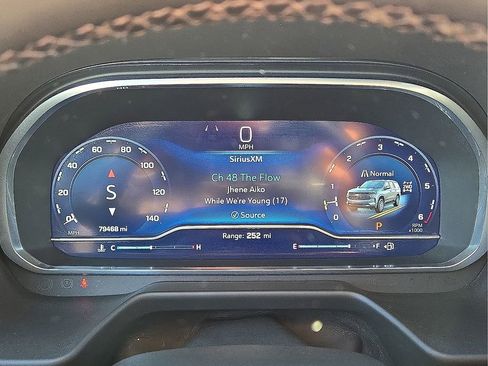 0
MPH
SiriusXM
Ch 48 The Flow
Jhene Aiko
While We're Young (17)
Source
Range: 252 mi
20 40 60 80 100 120 140
S
MPH
79468 mi
C H
0 1 2 3 4 5 6
Normal
P
RPM
x1000
E F